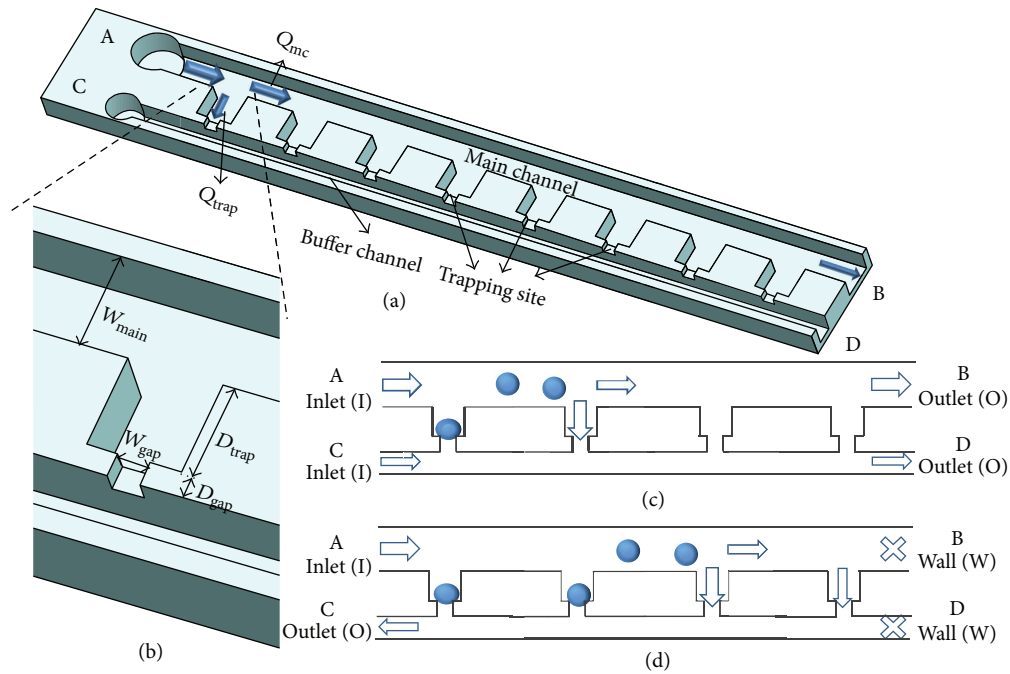 A
C
Q_mc
Q_trap
Main channel
Buffer channel
Trapping site
B
D
(a)
W_main
W_gap
D_trap
D_gap
(b)
A
Inlet (I)
B
Outlet (O)
C
Inlet (I)
D
Outlet (O)
(c)
A
Inlet (I)
B
Wall (W)
C
Outlet (O)
D
Wall (W)
(d)